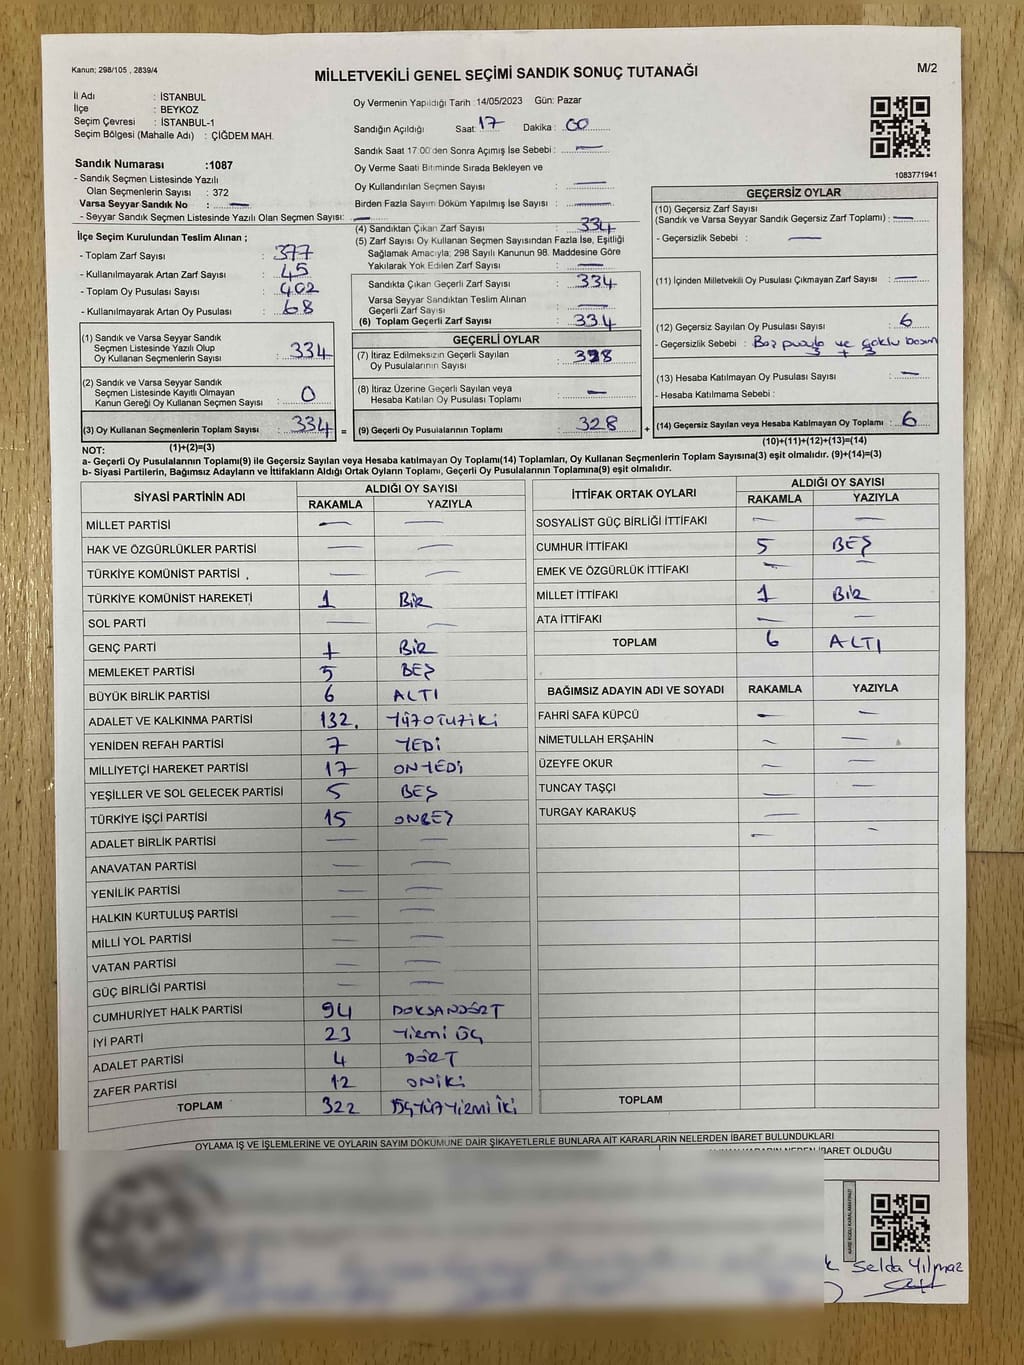 Kanun; 298/105 , 2839/4
MİLLETVEKİLİ GENEL SEÇİMİ SANDIK SONUÇ TUTANAĞI
M/2
İl Adı : İSTANBUL
İlçe : BEYKOZ
Seçim Çevresi : İSTANBUL-1
Seçim Bölgesi (Mahalle Adı) : ÇİĞDEM MAH.
Sandık Numarası :1087
- Sandık Seçmen Listesinde Yazılı
Olan Seçmenlerin Sayısı : 372
Varsa Seyyar Sandık No : —
- Seyyar Sandık Seçmen Listesinde Yazılı Olan Seçmen Sayısı: —
Oy Vermenin Yapıldığı Tarih :14/05/2023 Gün: Pazar
Sandığın Açıldığı Saat: 17 Dakika : 00
Sandık Saat 17:00'den Sonra Açımış İse Sebebi : —
Oy Verme Saati Bitiminde Sırada Bekleyen ve
Oy Kullandırılan Seçmen Sayısı : —
Birden Fazla Sayım Döküm Yapılmış İse Sayısı : —
1083771941
İlçe Seçim Kurulundan Teslim Alınan ;
- Toplam Zarf Sayısı : 377
- Kullanılmayarak Artan Zarf Sayısı : 45
- Toplam Oy Pusulası Sayısı : 402
- Kullanılmayarak Artan Oy Pusulası : 68
(1) Sandık ve Varsa Seyyar Sandık
Seçmen Listesinde Yazılı Olup
Oy Kullanan Seçmenlerin Sayısı : 334
(2) Sandık ve Varsa Seyyar Sandık
Seçmen Listesinde Kayıtlı Olmayan
Kanun Gereği Oy Kullanan Seçmen Sayısı : 0
(3) Oy Kullanan Seçmenlerin Toplam Sayısı : 334 =
(1)+(2)=(3)
(4) Sandıktan Çıkan Zarf Sayısı : 334
(5) Zarf Sayısı Oy Kullanan Seçmen Sayısından Fazla İse, Eşitliği
Sağlamak Amacıyla; 298 Sayılı Kanunun 98. Maddesine Göre
Yakılarak Yok Edilen Zarf Sayısı : —
Sandıkta Çıkan Geçerli Zarf Sayısı : 334
Varsa Seyyar Sandıktan Teslim Alınan
Geçerli Zarf Sayısı : —
(6) Toplam Geçerli Zarf Sayısı : 334
GEÇERLİ OYLAR
(7) İtiraz Edilmeksizin Geçerli Sayılan
Oy Pusulalarının Sayısı : 328
(8) İtiraz Üzerine Geçerli Sayılan veya
Hesaba Katılan Oy Pusulası Toplamı : —
(9) Geçerli Oy Pusulalarının Toplamı : 328 +
GEÇERSİZ OYLAR
(10) Geçersiz Zarf Sayısı
(Sandık ve Varsa Seyyar Sandık Geçersiz Zarf Toplamı) : —
- Geçersizlik Sebebi : —
(11) İçinden Milletvekili Oy Pusulası Çıkmayan Zarf Sayısı : —
(12) Geçersiz Sayılan Oy Pusulası Sayısı : 6
- Geçersizlik Sebebi : Boş pusula ve çoklu basım
3 + 3
(13) Hesaba Katılmayan Oy Pusulası Sayısı : —
- Hesaba Katılmama Sebebi :
(14) Geçersiz Sayılan veya Hesaba Katılmayan Oy Toplamı : 6
(10)+(11)+(12)+(13)=(14)
NOT:
a- Geçerli Oy Pusulalarının Toplamı(9) ile Geçersiz Sayılan veya Hesaba Katılmayan Oy Toplamı(14) Toplamları, Oy Kullanan Seçmenlerin Toplam Sayısına(3) eşit olmalıdır. (9)+(14)=(3)
b- Siyasi Partilerin, Bağımsız Adayların ve İttifakların Aldığı Ortak Oyların Toplamı, Geçerli Oy Pusulalarının Toplamına(9) eşit olmalıdır.
SİYASİ PARTİNİN ADI ALDIĞI OY SAYISI
RAKAMLA YAZIYLA
MİLLET PARTİSİ — —
HAK VE ÖZGÜRLÜKLER PARTİSİ — —
TÜRKİYE KOMÜNİST PARTİSİ — —
TÜRKİYE KOMÜNİST HAREKETİ 1 BİR
SOL PARTİ — —
GENÇ PARTİ 1 BİR
MEMLEKET PARTİSİ 5 BEŞ
BÜYÜK BİRLİK PARTİSİ 6 ALTI
ADALET VE KALKINMA PARTİSİ 132. YÜZOTUZİKİ
YENİDEN REFAH PARTİSİ 7 YEDİ
MİLLİYETÇİ HAREKET PARTİSİ 17 ONYEDİ
YEŞİLLER VE SOL GELECEK PARTİSİ 5 BEŞ
TÜRKİYE İŞÇİ PARTİSİ 15 ONBEŞ
ADALET BİRLİK PARTİSİ — —
ANAVATAN PARTİSİ — —
YENİLİK PARTİSİ — —
HALKIN KURTULUŞ PARTİSİ — —
MİLLİ YOL PARTİSİ — —
VATAN PARTİSİ — —
GÜÇ BİRLİĞİ PARTİSİ — —
CUMHURİYET HALK PARTİSİ 94 DOKSANDÖRT
İYİ PARTİ 23 Yirmi ÜÇ
ADALET PARTİSİ 4 DÖRT
ZAFER PARTİSİ 12 ONİKİ
TOPLAM 322 ÜÇYÜZYİRMİ İKİ
İTTİFAK ORTAK OYLARI ALDIĞI OY SAYISI
RAKAMLA YAZIYLA
SOSYALİST GÜÇ BİRLİĞİ İTTİFAKI — —
CUMHUR İTTİFAKI 5 BEŞ
EMEK VE ÖZGÜRLÜK İTTİFAKI — —
MİLLET İTTİFAKI 1 BİR
ATA İTTİFAKI — —
TOPLAM 6 ALTI
BAĞIMSIZ ADAYIN ADI VE SOYADI RAKAMLA YAZIYLA
FAHRİ SAFA KÜPCÜ — —
NİMETULLAH ERŞAHİN — —
ÜZEYFE OKUR — —
TUNCAY TAŞÇI — —
TURGAY KARAKUŞ — —
TOPLAM
OYLAMA İŞ VE İŞLEMLERİNE VE OYLARIN SAYIM DÖKÜMÜNE DAİR ŞİKAYETLERLE BUNLARA AİT KARARLARIN NELERDEN İBARET BULUNDUKLARI
İBARET OLDUĞU
Selda Yılmaz